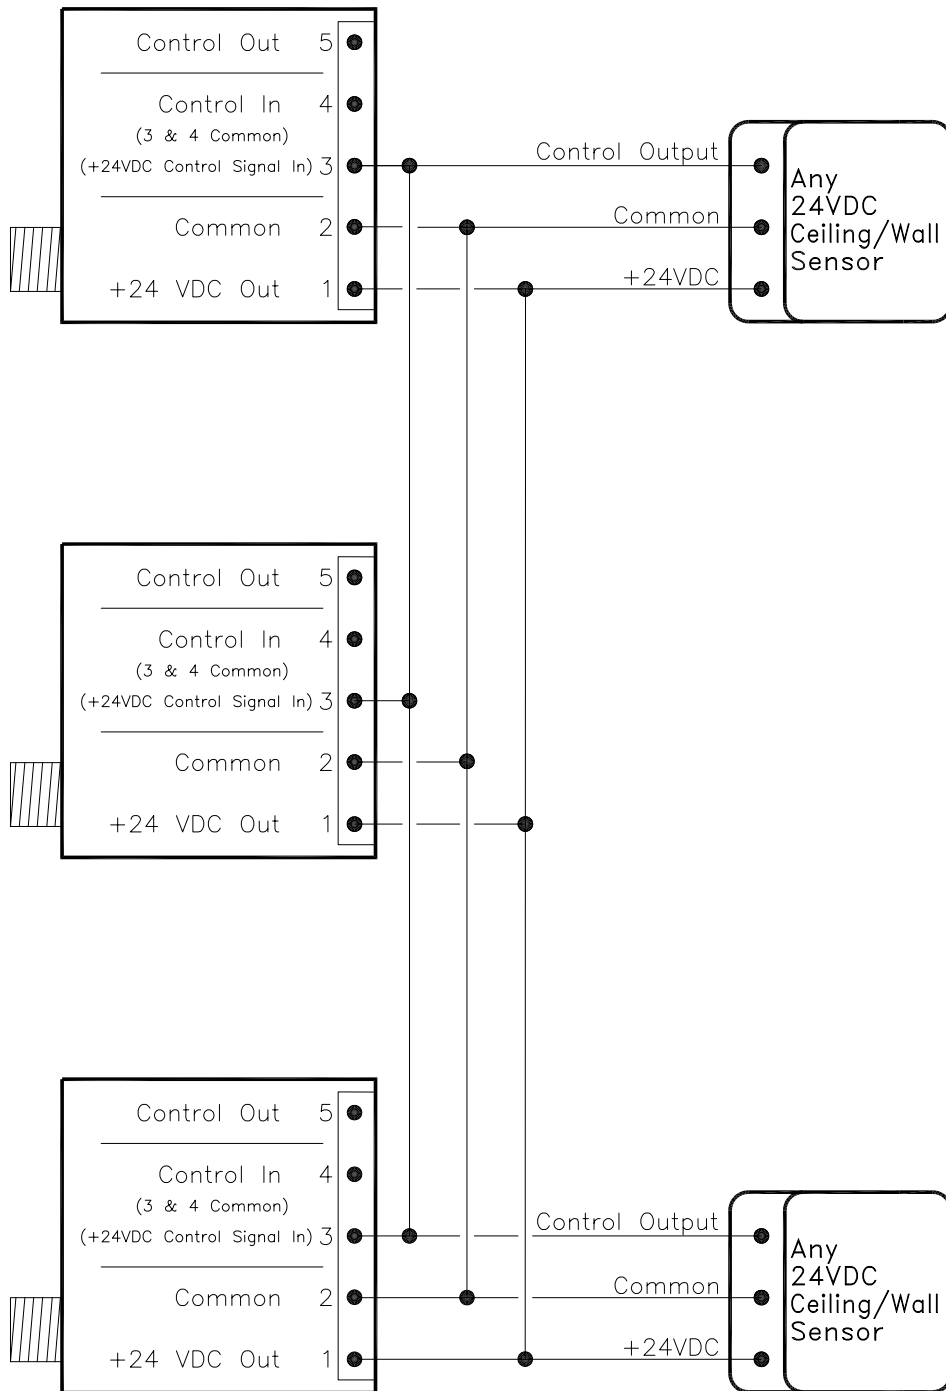 Control Out 5
Control In 4
(3 & 4 Common)
(+24VDC Control Signal In) 3
Common 2
+24 VDC Out 1
Control Output
Common
+24VDC
Any
24VDC
Ceiling/Wall
Sensor
Control Out 5
Control In 4
(3 & 4 Common)
(+24VDC Control Signal In) 3
Common 2
+24 VDC Out 1
Control Out 5
Control In 4
(3 & 4 Common)
(+24VDC Control Signal In) 3
Common 2
+24 VDC Out 1
Control Output
Common
+24VDC
Any
24VDC
Ceiling/Wall
Sensor